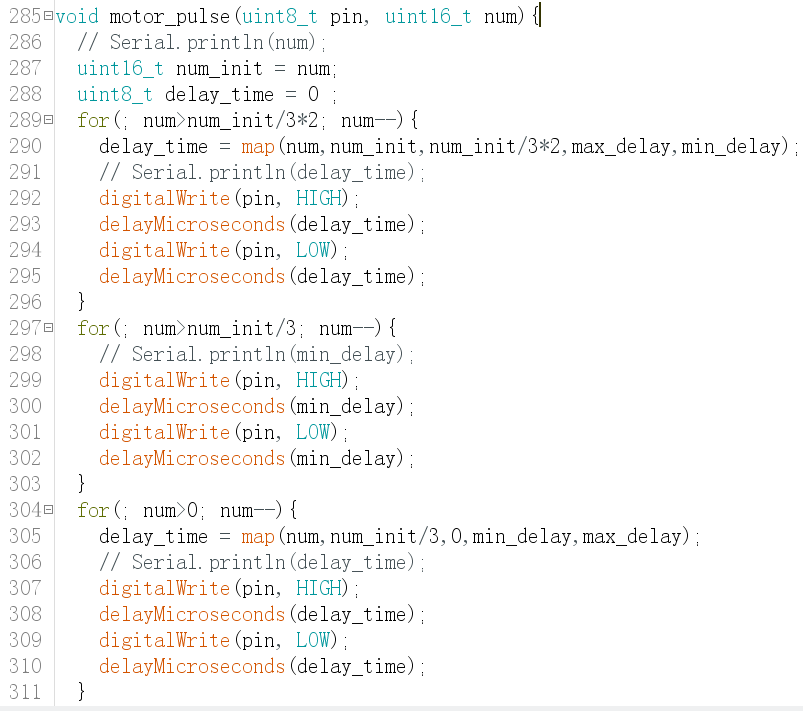 285 void motor_pulse(uint8_t pin, uint16_t num){
286 // Serial.println(num);
287 uint16_t num_init = num;
288 uint8_t delay_time = 0 ;
289 for(; num>num_init/3*2; num--){
290 delay_time = map(num,num_init,num_init/3*2,max_delay,min_delay);
291 // Serial.println(delay_time);
292 digitalWrite(pin, HIGH);
293 delayMicroseconds(delay_time);
294 digitalWrite(pin, LOW);
295 delayMicroseconds(delay_time);
296 }
297 for(; num>num_init/3; num--){
298 // Serial.println(min_delay);
299 digitalWrite(pin, HIGH);
300 delayMicroseconds(min_delay);
301 digitalWrite(pin, LOW);
302 delayMicroseconds(min_delay);
303 }
304 for(; num>0; num--){
305 delay_time = map(num,num_init/3,0,min_delay,max_delay);
306 // Serial.println(delay_time);
307 digitalWrite(pin, HIGH);
308 delayMicroseconds(delay_time);
309 digitalWrite(pin, LOW);
310 delayMicroseconds(delay_time);
311 }